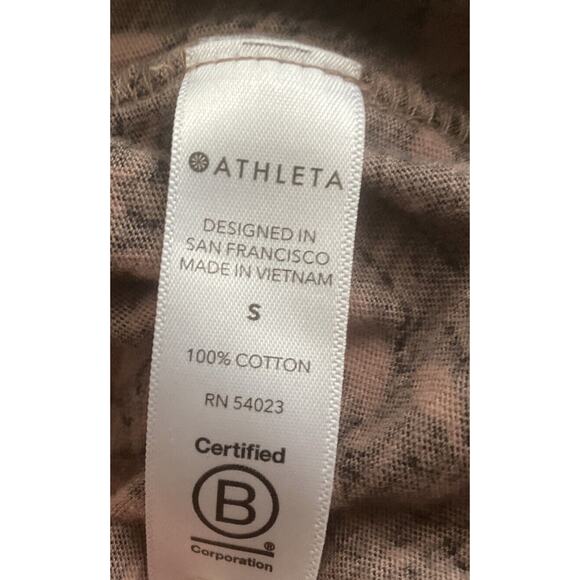 ATHLETA
DESIGNED IN
SAN FRANCISCO
MADE IN VIETNAM
S
100% COTTON
RN 54023
Certified
B
®
Corporation